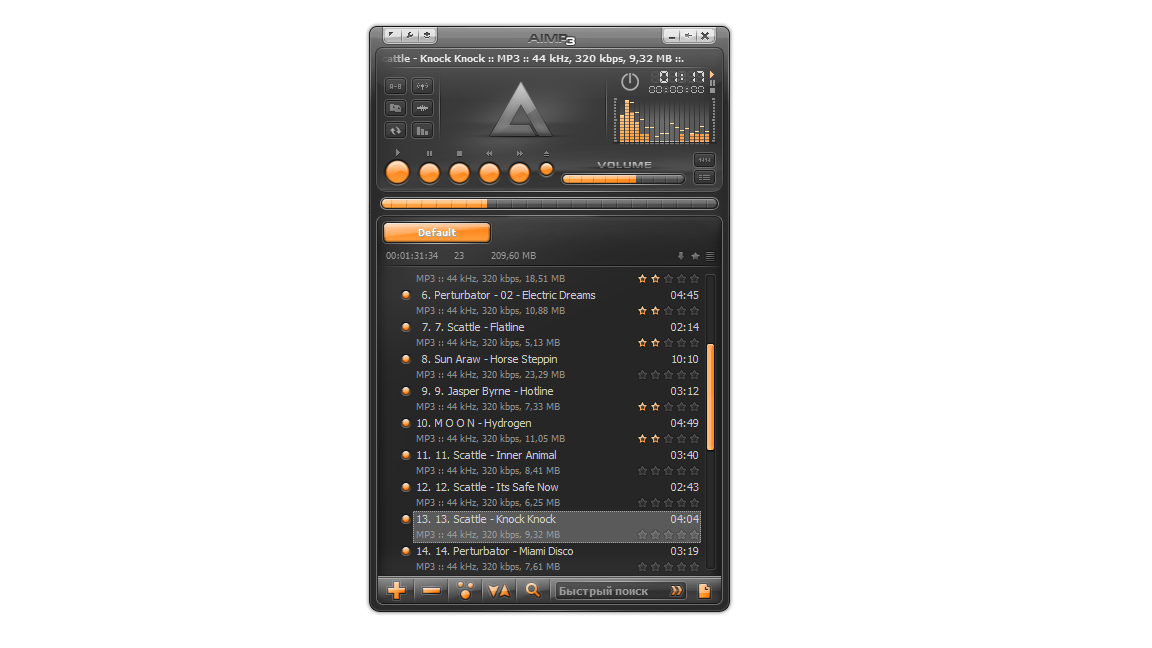 AIMP3
cattle - Knock Knock :: MP3 :: 44 kHz, 320 kbps, 9,32 MB ::.
A-B
01:17
00:00:00
VOLUME
Default
00:01:31:34 23 209,60 MB
MP3 :: 44 kHz, 320 kbps, 18,51 MB
6. Perturbator - 02 - Electric Dreams 04:45
MP3 :: 44 kHz, 320 kbps, 10,88 MB
7. 7. Scattle - Flatline 02:14
MP3 :: 44 kHz, 320 kbps, 5,13 MB
8. Sun Araw - Horse Steppin 10:10
MP3 :: 44 kHz, 320 kbps, 23,29 MB
9. 9. Jasper Byrne - Hotline 03:12
MP3 :: 44 kHz, 320 kbps, 7,33 MB
10. M O O N - Hydrogen 04:49
MP3 :: 44 kHz, 320 kbps, 11,05 MB
11. 11. Scattle - Inner Animal 03:40
MP3 :: 44 kHz, 320 kbps, 8,41 MB
12. 12. Scattle - Its Safe Now 02:43
MP3 :: 44 kHz, 320 kbps, 6,25 MB
13. 13. Scattle - Knock Knock 04:04
MP3 :: 44 kHz, 320 kbps, 9,32 MB
14. 14. Perturbator - Miami Disco 03:19
MP3 :: 44 kHz, 320 kbps, 7,61 MB
Быстрый поиск